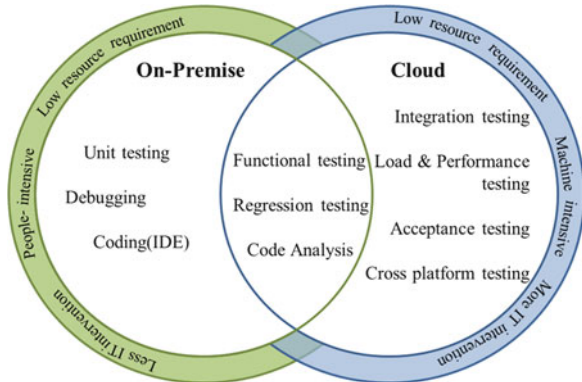 Low resource requirement
People- intensive
Less IT intervention
On-Premise
Unit testing
Debugging
Coding(IDE)
Functional testing
Regression testing
Code Analysis
Cloud
Integration testing
Load & Performance
testing
Acceptance testing
Cross platform testing
Low resource requirement
Machine intensive
More IT intervention